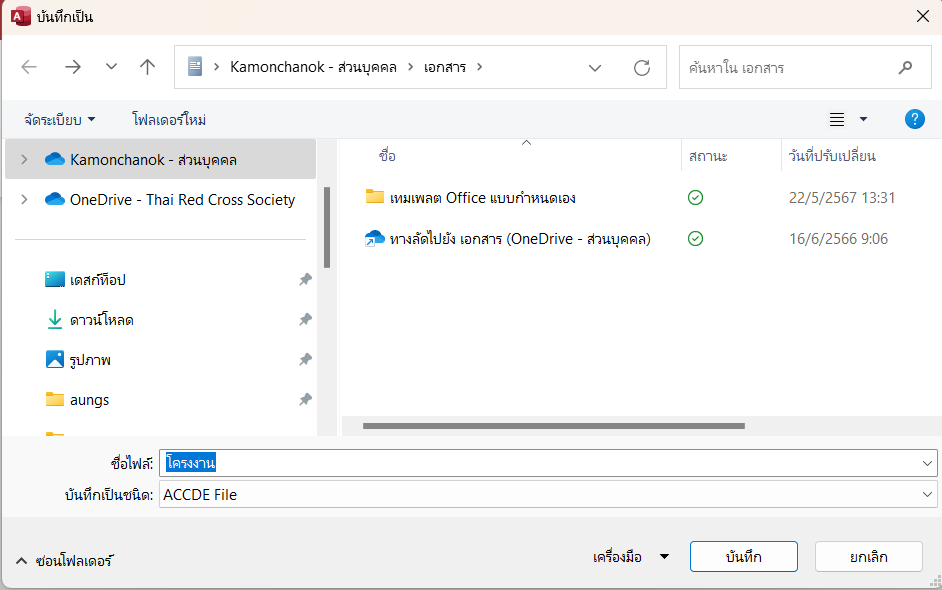 บันทึกเป็น
Kamonchanok - ส่วนบุคคล > เอกสาร >
ค้นหาใน เอกสาร
จัดระเบียบ
โฟลเดอร์ใหม่
Kamonchanok - ส่วนบุคคล
OneDrive - Thai Red Cross Society
เดสก์ท็อป
ดาวน์โหลด
รูปภาพ
aungs
ชื่อ สถานะ วันที่ปรับเปลี่ยน
เทมเพลต Office แบบกำหนดเอง 22/5/2567 13:31
ทางลัดไปยัง เอกสาร (OneDrive - ส่วนบุคคล) 16/6/2566 9:06
ชื่อไฟล์: โครงงาน
บันทึกเป็นชนิด: ACCDE File
ซ่อนโฟลเดอร์
เครื่องมือ
บันทึก
ยกเลิก